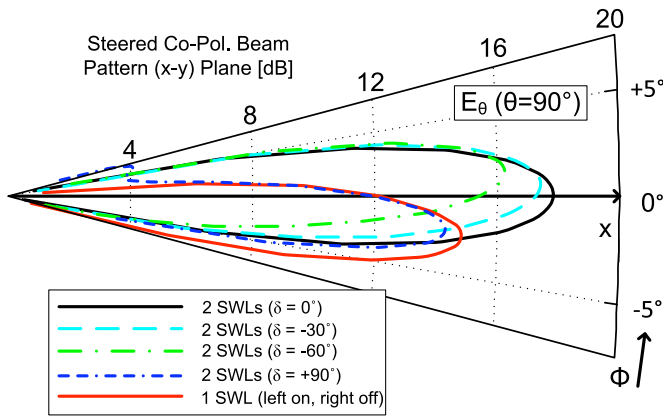 20
Steered Co-Pol. Beam
Pattern (x-y) Plane [dB]
16
12
8
4
E_θ (θ=90°)
+5°
0°
x
-5°
Φ
2 SWLs (δ = 0°)
2 SWLs (δ = -30°)
2 SWLs (δ = -60°)
2 SWLs (δ = +90°)
1 SWL (left on, right off)